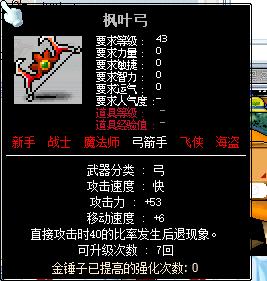 枫叶弓
要求等级： 43
要求力量： 0
要求敏捷： 0
要求智力： 0
要求运气： 0
要求人气度： -
道具等级： -
道具经验值： -
新手 战士 魔法师 弓箭手 飞侠 海盗
武器分类：弓
攻击速度：快
攻击力：+53
移动速度：+6
直接攻击时40的比率发生后退现象。
可升级次数：7回
金锤子已提高的强化次数: 0